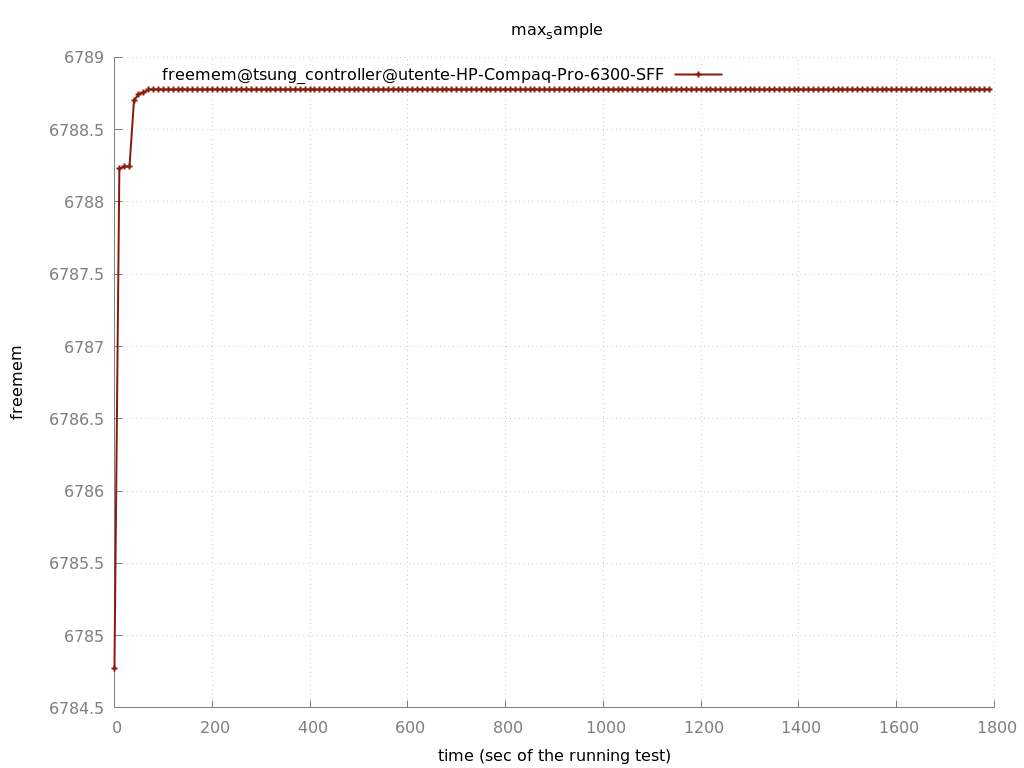 max_sample
6789
freemem@tsung_controller@utente-HP-Compaq-Pro-6300-SFF
6788.5
6788
6787.5
6787
6786.5
6786
6785.5
6785
6784.5
freemem
0 200 400 600 800 1000 1200 1400 1600 1800
time (sec of the running test)